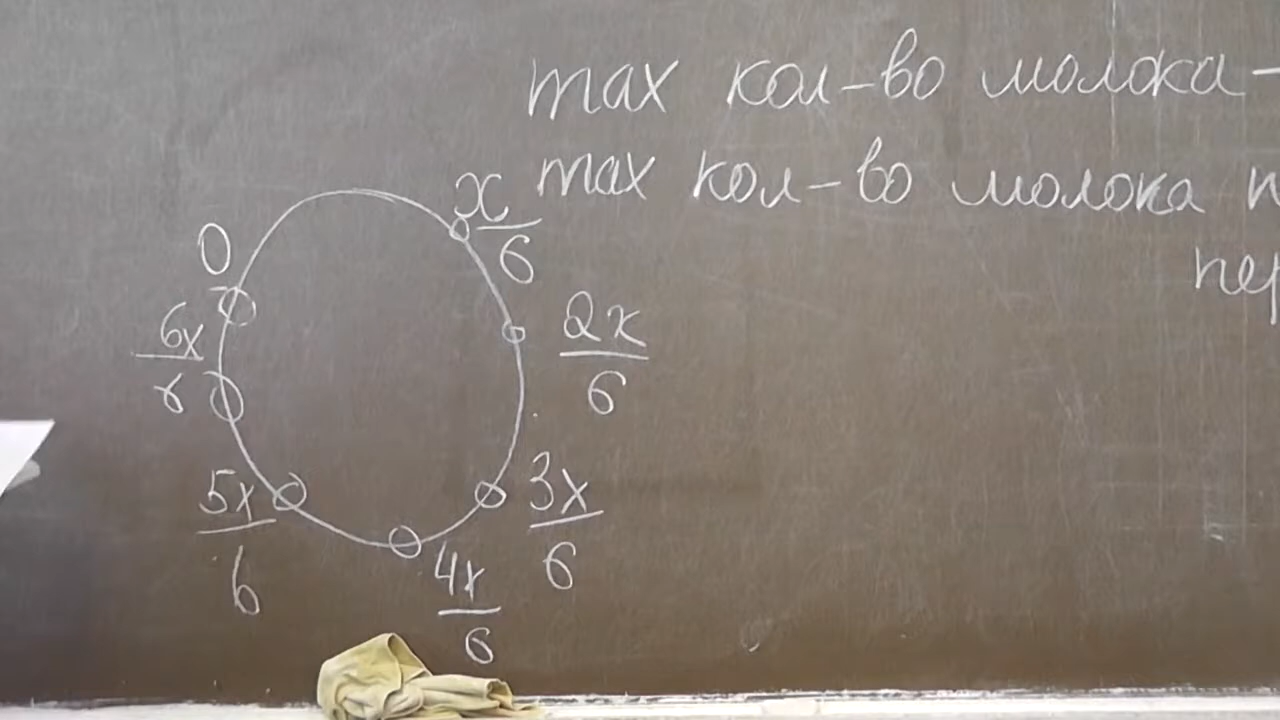 max кол-во молока -
max кол-во молока
пер
0
x/6
2x/6
3x/6
4x/6
5x/6
6x/6